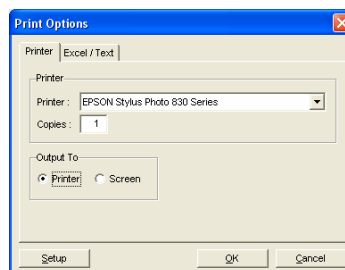 Print Options
Printer Excel / Text
Printer
Printer : EPSON Stylus Photo 830 Series
Copies : 1
Output To
Printer Screen
Setup OK Cancel